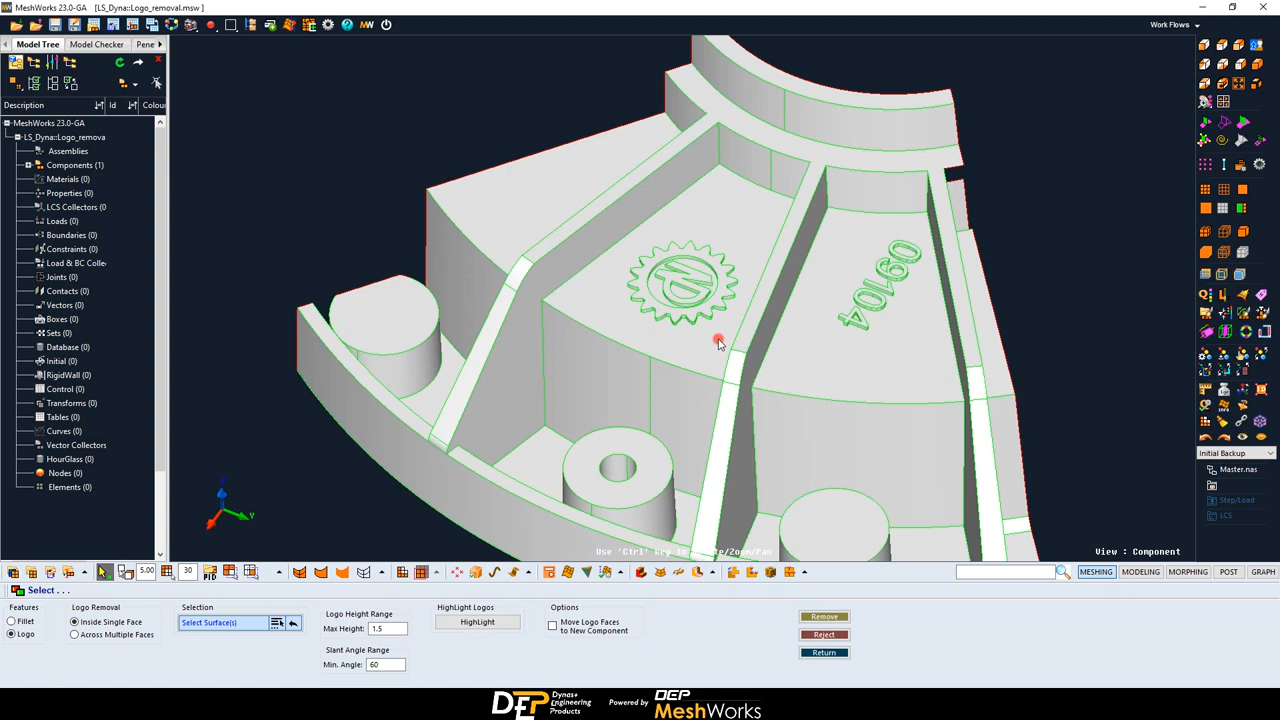 MeshWorks 23.0-GA [LS_Dyna::Logo_removal.msw ]
Work Flows
Model Tree
Model Checker
Pene
Description
Id
Colou
MeshWorks 23.0-GA
LS_Dyna::Logo_remova
Assemblies
Components (1)
Materials (0)
Properties (0)
LCS Collectors (0
Loads (0)
Boundaries (0)
Constraints (0)
Load & BC Colle‹
Joints (0)
Contacts (0)
Vectors (0)
Boxes (0)
Sets (0)
Database (0)
Initial (0)
RigidWall (0)
Control (0)
Transforms (0)
Tables (0)
Curves (0)
Vector Collectors
HourGlass (0)
Nodes (0)
Elements (0)
040160
View : Component
Initial Backup
Master.nas
Step/Load
LCS
5.00
30
PID
MESHING
MODELING
MORPHING
POST
GRAPH
Select . . .
Features
Fillet
Logo
Logo Removal
Inside Single Face
Across Multiple Faces
Selection
Select Surface(s)
Logo Height Range
Max Height: 1.5
Slant Angle Range
Min. Angle: 60
HighLight Logos
HighLight
Options
Move Logo Faces
to New Component
Remove
Reject
Return
DEP
Dynas+
Engineering
Products
Powered by
DEP
MeshWorks